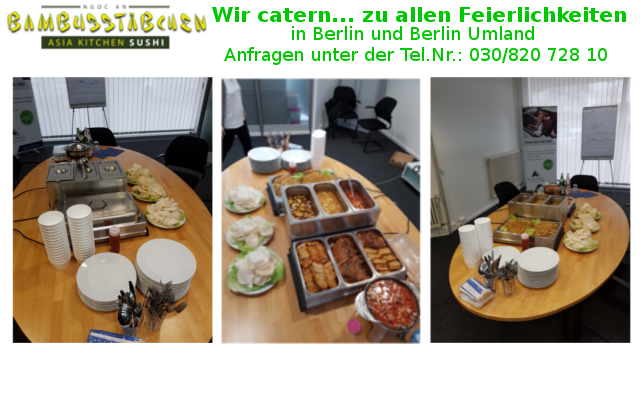 NGOC AN
BAMBUSSTÄBCHEN
ASIA KITCHEN SUSHI
Wir catern... zu allen Feierlichkeiten
in Berlin und Berlin Umland
Anfragen unter der Tel.Nr.: 030/820 728 10